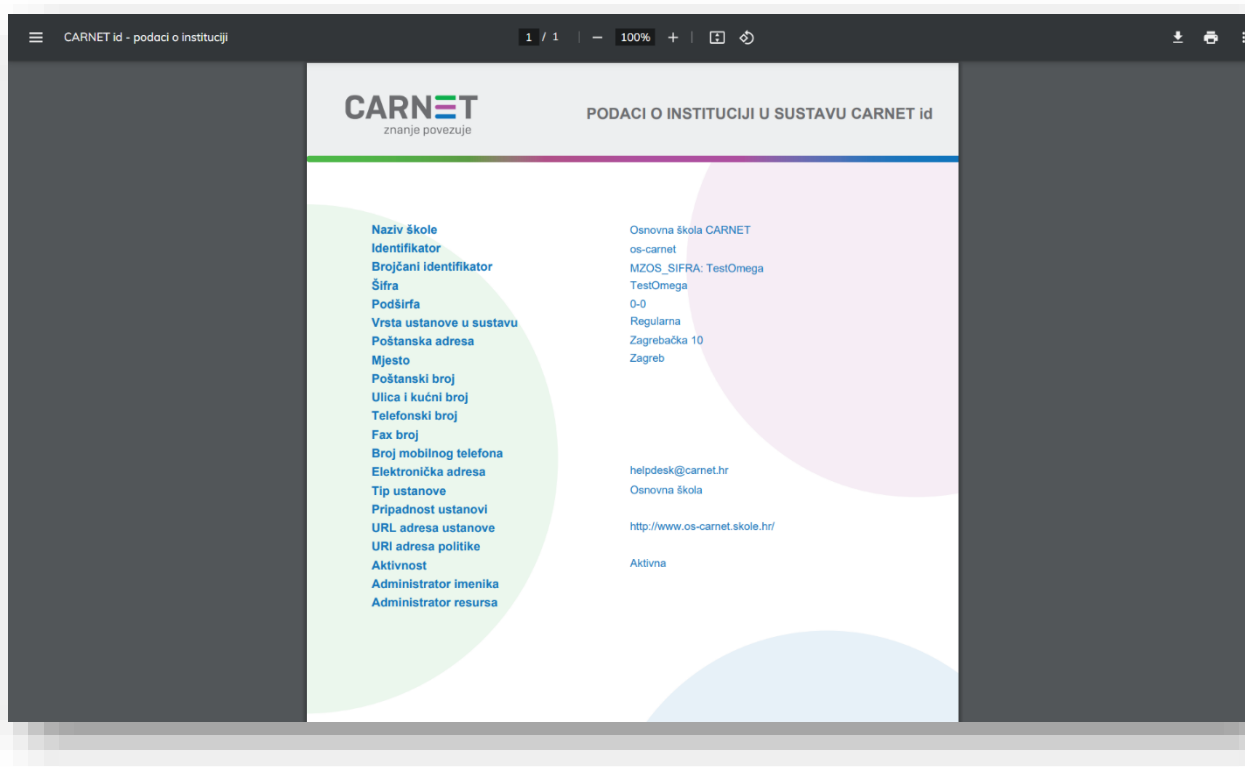 CARNET id - podaci o instituciji 1 / 1 100%
CARNET
znanje povezuje
PODACI O INSTITUCIJI U SUSTAVU CARNET id
Naziv škole Osnovna škola CARNET
Identifikator os-carnet
Brojčani identifikator MZOS_SIFRA: TestOmega
Šifra TestOmega
Podširfa 0-0
Vrsta ustanove u sustavu Regularna
Poštanska adresa Zagrebačka 10
Mjesto Zagreb
Poštanski broj
Ulica i kućni broj
Telefonski broj
Fax broj
Broj mobilnog telefona
Elektronička adresa helpdesk@carnet.hr
Tip ustanove Osnovna škola
Pripadnost ustanovi
URL adresa ustanove http://www.os-carnet.skole.hr/
URI adresa politike
Aktivnost Aktivna
Administrator imenika
Administrator resursa